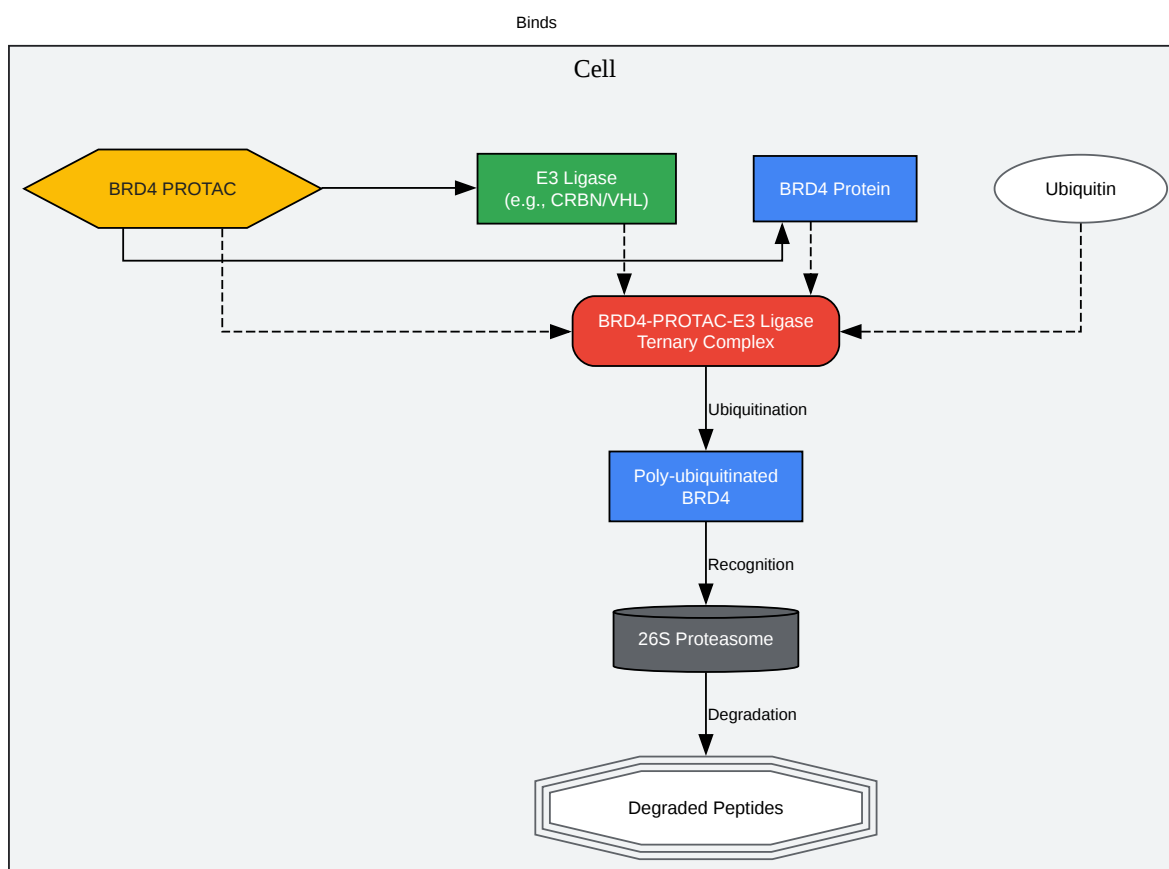 Binds
Cell
BRD4 PROTAC
E3 Ligase
(e.g., CRBN/VHL)
BRD4 Protein
Ubiquitin
BRD4-PROTAC-E3 Ligase
Ternary Complex
Ubiquitination
Poly-ubiquitinated
BRD4
Recognition
26S Proteasome
Degradation
Degraded Peptides